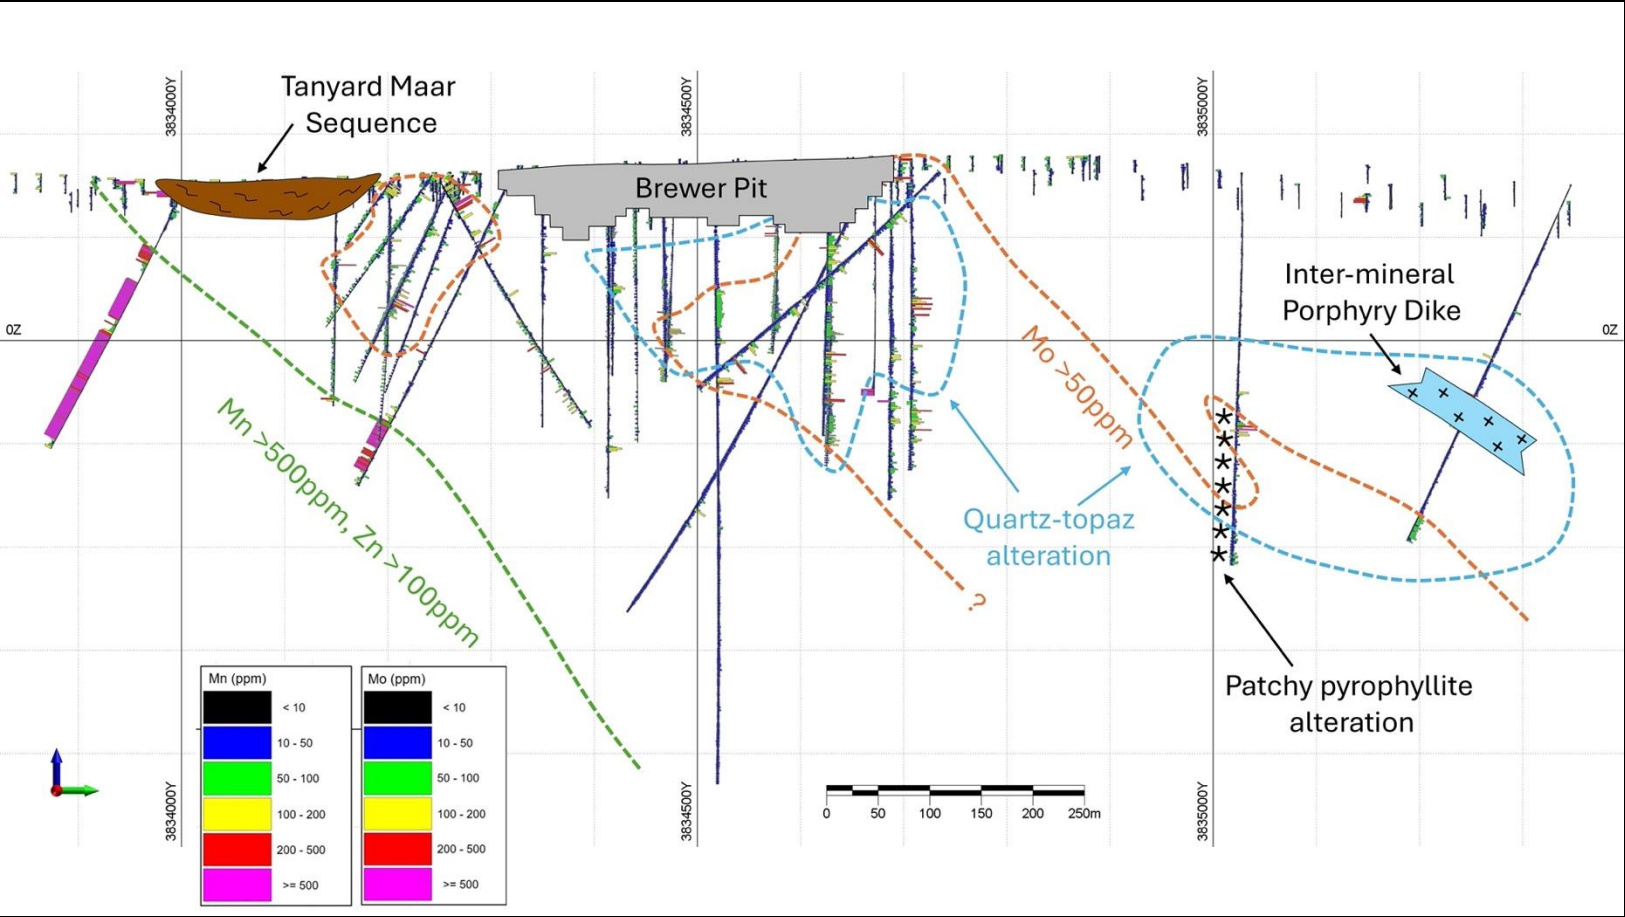 3834000Y
3834500Y
3835000Y
Tanyard Maar
Sequence
Brewer Pit
Inter-mineral
Porphyry Dike
0Z
0Z
Mo >50ppm
Mn >500ppm, Zn >100ppm
Quartz-topaz
alteration
?
* * * * * * *
Patchy pyrophyllite
alteration
Mn (ppm)
< 10
10 - 50
50 - 100
100 - 200
200 - 500
>= 500
Mo (ppm)
< 10
10 - 50
50 - 100
100 - 200
200 - 500
>= 500
0 50 100 150 200 250m
3834000Y
3834500Y
3835000Y